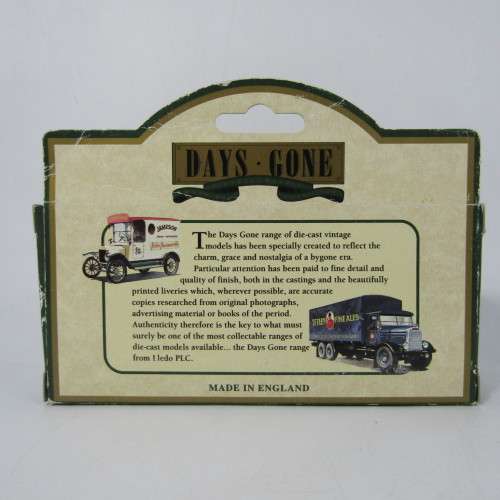 DAYS · GONE
JAMESON
The Days Gone range of die-cast vintage
models has been specially created to reflect the
charm, grace and nostalgia of a bygone era.
Particular attention has been paid to fine detail and
quality of finish, both in the castings and the beautifully
printed liveries which, wherever possible, are accurate
copies researched from original photographs,
advertising material or books of the period.
Authenticity therefore is the key to what must
surely be one of the most collectable ranges of
die-cast models available... the Days Gone range
from Lledo PLC.
TETLEY FINE ALES
MADE IN ENGLAND